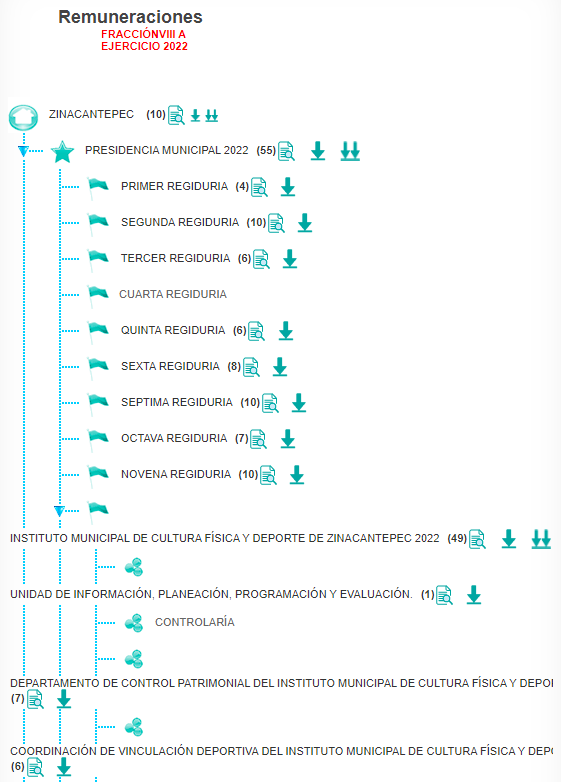 Remuneraciones
FRACCIÓNVIII A
EJERCICIO 2022
ZINACANTEPEC (10)
PRESIDENCIA MUNICIPAL 2022 (55)
PRIMER REGIDURIA (4)
SEGUNDA REGIDURIA (10)
TERCER REGIDURIA (6)
CUARTA REGIDURIA
QUINTA REGIDURIA (6)
SEXTA REGIDURIA (8)
SEPTIMA REGIDURIA (10)
OCTAVA REGIDURIA (7)
NOVENA REGIDURIA (10)
INSTITUTO MUNICIPAL DE CULTURA FÍSICA Y DEPORTE DE ZINACANTEPEC 2022 (49)
UNIDAD DE INFORMACIÓN, PLANEACIÓN, PROGRAMACIÓN Y EVALUACIÓN. (1)
CONTROLARÍA
DEPARTAMENTO DE CONTROL PATRIMONIAL DEL INSTITUTO MUNICIPAL DE CULTURA FÍSICA Y DEPO
(7)
COORDINACIÓN DE VINCULACIÓN DEPORTIVA DEL INSTITUTO MUNICIPAL DE CULTURA FÍSICA Y DEPO
(6)